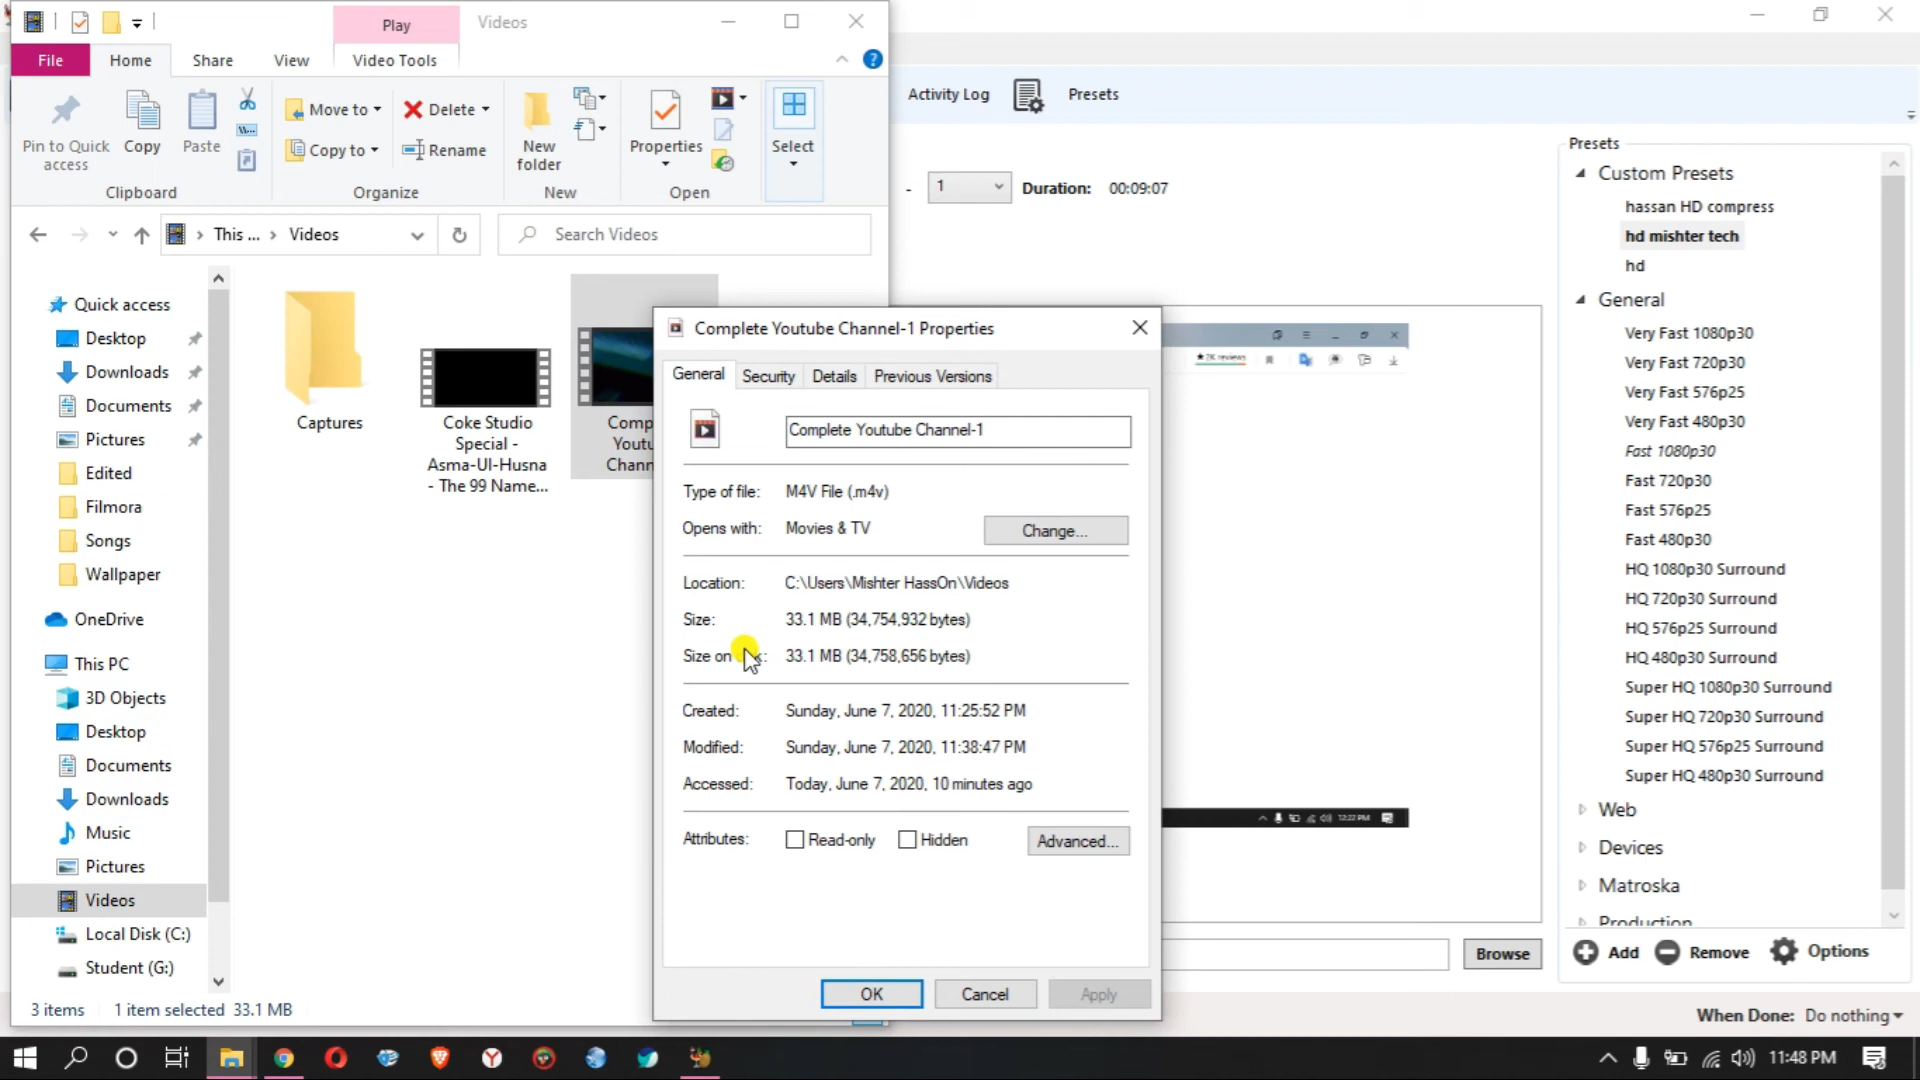 Play
Videos
File
Home
Share
View
Video Tools
Pin to Quick access
Copy
Paste
Move to
Copy to
Delete
Rename
New folder
Properties
Select
Clipboard
Organize
New
Open
This ... › Videos
Search Videos
Quick access
Desktop
Downloads
Documents
Pictures
Edited
Filmora
Songs
Wallpaper
OneDrive
This PC
3D Objects
Desktop
Documents
Downloads
Music
Pictures
Videos
Local Disk (C:)
Student (G:)
Captures
Coke Studio
Special -
Asma-Ul-Husna
- The 99 Name...
Comp
Youtu
Chann
3 items
1 item selected 33.1 MB
Complete Youtube Channel-1 Properties
General
Security
Details
Previous Versions
Complete Youtube Channel-1
Type of file: M4V File (.m4v)
Opens with: Movies & TV
Change...
Location: C:\Users\Mishter HassOn\Videos
Size: 33.1 MB (34,754,932 bytes)
Size on 33.1 MB (34,758,656 bytes)
Created: Sunday, June 7, 2020, 11:25:52 PM
Modified: Sunday, June 7, 2020, 11:38:47 PM
Accessed: Today, June 7, 2020, 10 minutes ago
Attributes: Read-only Hidden
Advanced...
OK
Cancel
Apply
Activity Log
Presets
- 1 Duration: 00:09:07
★ 2K reviews
12:22 PM
Browse
Presets
Custom Presets
hassan HD compress
hd mishter tech
hd
General
Very Fast 1080p30
Very Fast 720p30
Very Fast 576p25
Very Fast 480p30
Fast 1080p30
Fast 720p30
Fast 576p25
Fast 480p30
HQ 1080p30 Surround
HQ 720p30 Surround
HQ 576p25 Surround
HQ 480p30 Surround
Super HQ 1080p30 Surround
Super HQ 720p30 Surround
Super HQ 576p25 Surround
Super HQ 480p30 Surround
Web
Devices
Matroska
Production
Add
Remove
Options
When Done: Do nothing
11:48 PM